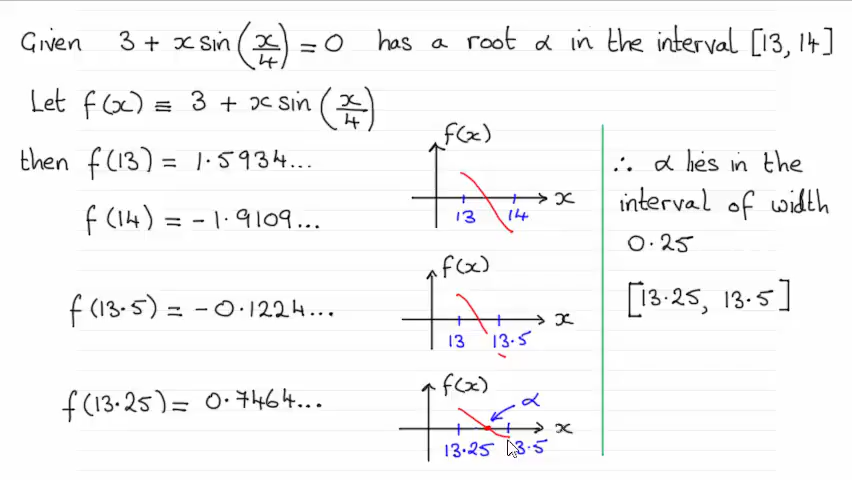 Given 3 + x sin(x/4) = 0 has a root α in the interval [13, 14]
Let f(x) ≡ 3 + x sin(x/4)
then f(13) = 1.5934...
f(14) = -1.9109...
f(x)
x
13 14
f(13.5) = -0.1224...
f(x)
x
13 13.5
f(13.25) = 0.7464...
f(x)
α
x
13.25 13.5
∴ α lies in the
interval of width
0.25
[13.25, 13.5]